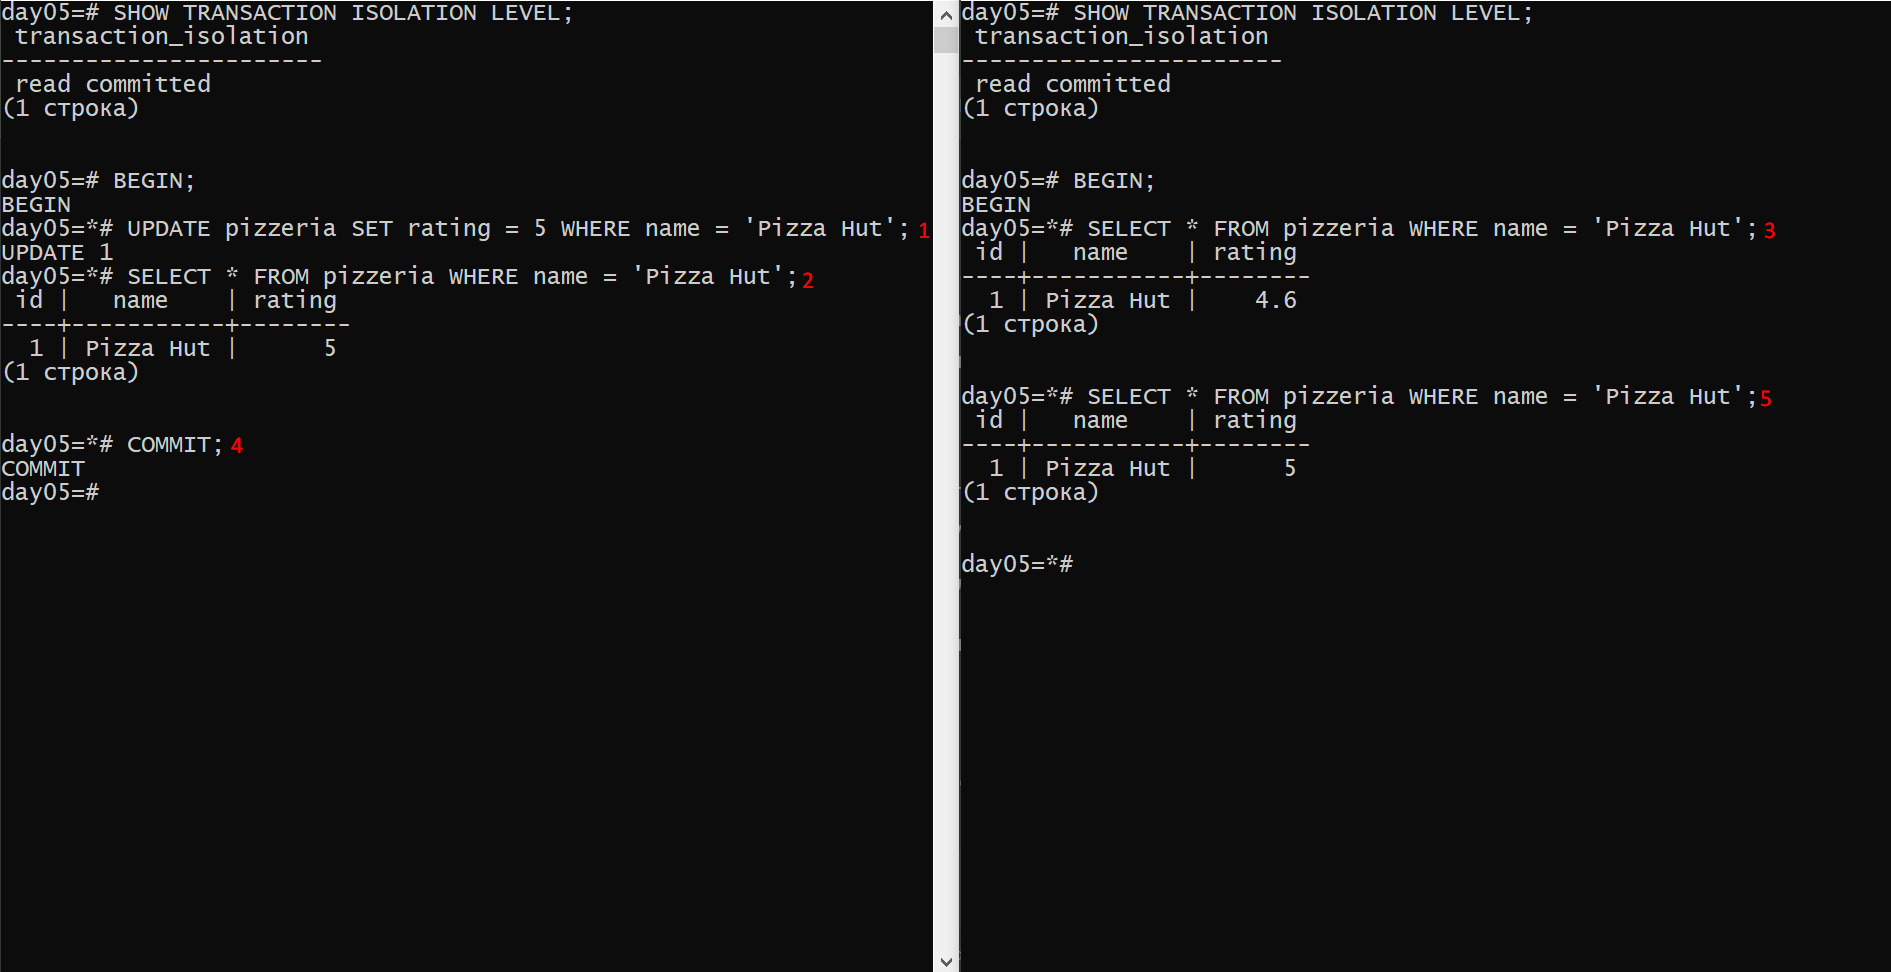 day05=# SHOW TRANSACTION ISOLATION LEVEL;
 transaction_isolation
-----------------------
 read committed
(1 строка)
day05=# BEGIN;
BEGIN
day05=*# UPDATE pizzeria SET rating = 5 WHERE name = 'Pizza Hut'; 1
UPDATE 1
day05=*# SELECT * FROM pizzeria WHERE name = 'Pizza Hut'; 2
 id |   name    | rating
----+-----------+--------
  1 | Pizza Hut |      5
(1 строка)
day05=*# COMMIT; 4
COMMIT
day05=#
day05=# SHOW TRANSACTION ISOLATION LEVEL;
 transaction_isolation
-----------------------
 read committed
(1 строка)
day05=# BEGIN;
BEGIN
day05=*# SELECT * FROM pizzeria WHERE name = 'Pizza Hut'; 3
 id |   name    | rating
----+-----------+--------
  1 | Pizza Hut |    4.6
(1 строка)
day05=*# SELECT * FROM pizzeria WHERE name = 'Pizza Hut'; 5
 id |   name    | rating
----+-----------+--------
  1 | Pizza Hut |      5
(1 строка)
day05=*#